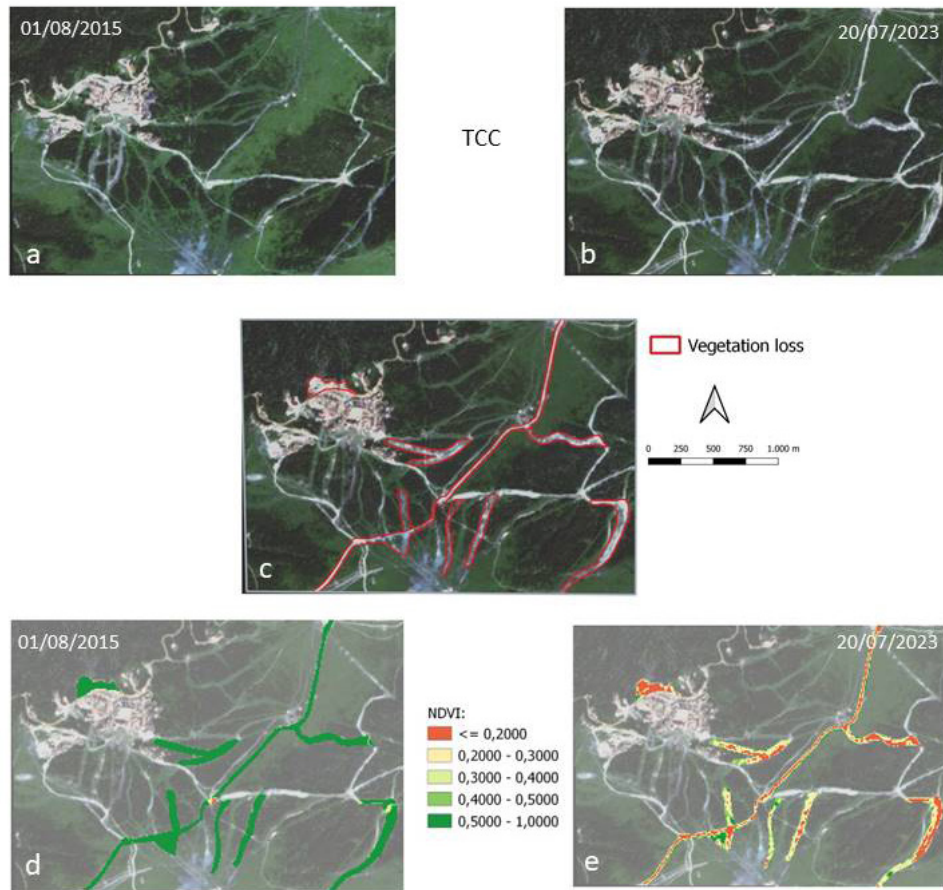 01/08/2015
20/07/2023
TCC
a
b
Vegetation loss
0 250 500 750 1.000 m
c
01/08/2015
20/07/2023
NDVI:
<= 0,2000
0,2000 - 0,3000
0,3000 - 0,4000
0,4000 - 0,5000
0,5000 - 1,0000
d
e